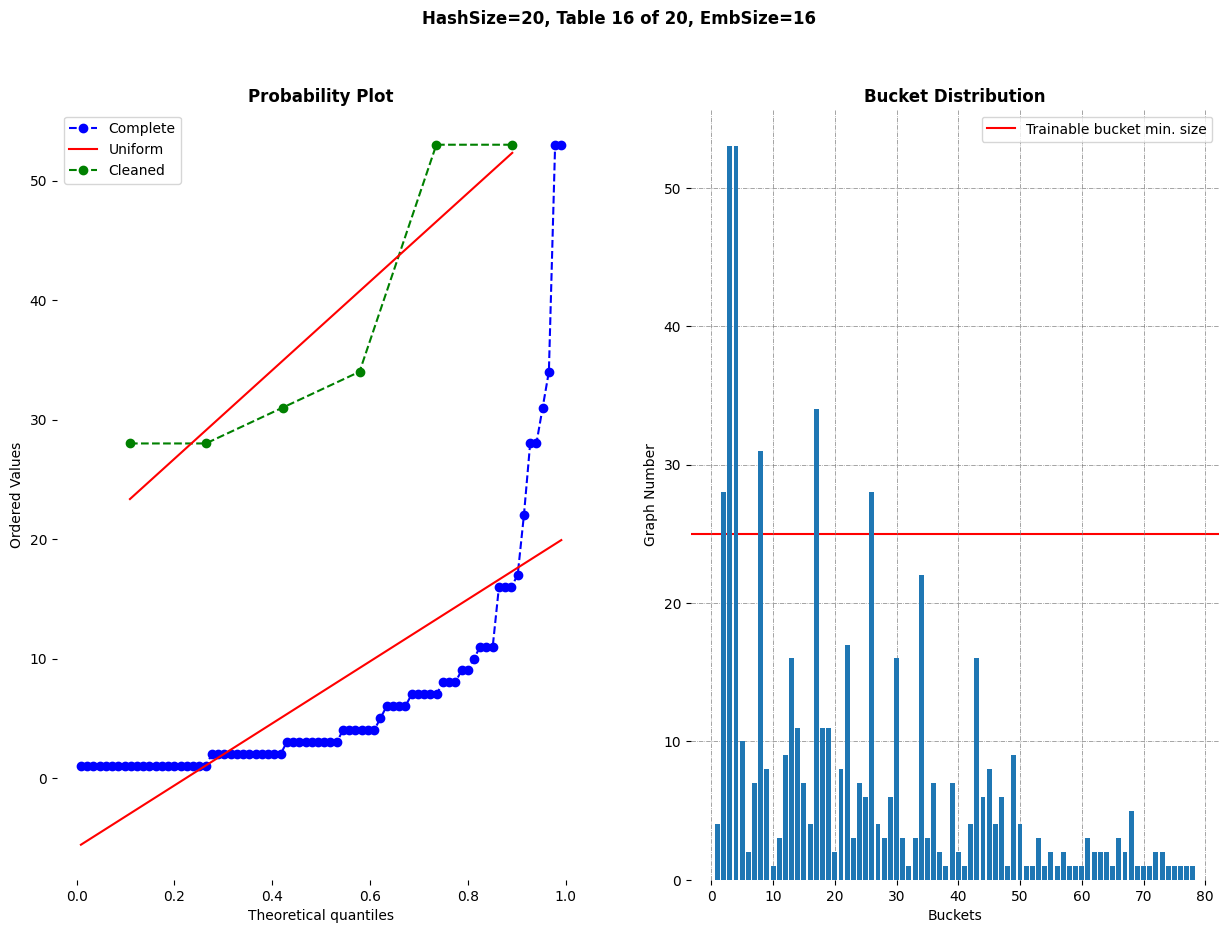 HashSize=20, Table 16 of 20, EmbSize=16
Probability Plot
Complete
Uniform
Cleaned
Ordered Values
50
40
30
20
10
0
0.0 0.2 0.4 0.6 0.8 1.0
Theoretical quantiles
Bucket Distribution
Trainable bucket min. size
Graph Number
50
40
30
20
10
0
0 10 20 30 40 50 60 70 80
Buckets